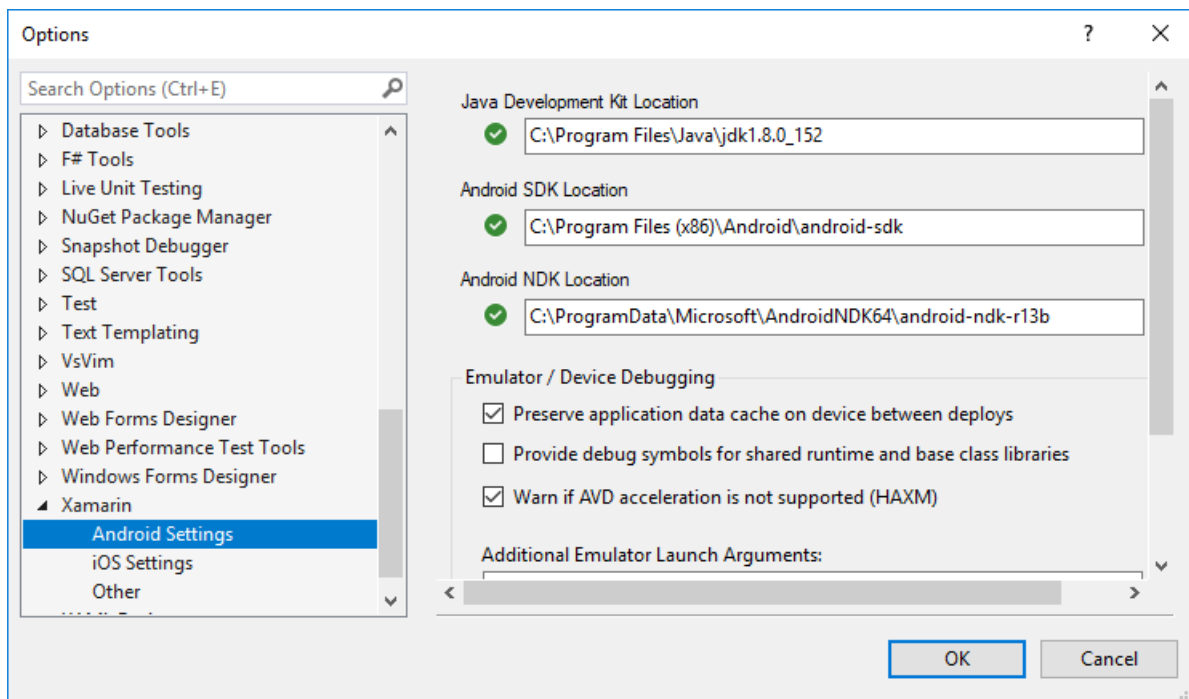 Options
?
Search Options (Ctrl+E)
Database Tools
F# Tools
Live Unit Testing
NuGet Package Manager
Snapshot Debugger
SQL Server Tools
Test
Text Templating
VsVim
Web
Web Forms Designer
Web Performance Test Tools
Windows Forms Designer
Xamarin
Android Settings
iOS Settings
Other
Java Development Kit Location
C:\Program Files\Java\jdk1.8.0_152
Android SDK Location
C:\Program Files (x86)\Android\android-sdk
Android NDK Location
C:\ProgramData\Microsoft\AndroidNDK64\android-ndk-r13b
Emulator / Device Debugging
Preserve application data cache on device between deploys
Provide debug symbols for shared runtime and base class libraries
Warn if AVD acceleration is not supported (HAXM)
Additional Emulator Launch Arguments:
OK
Cancel